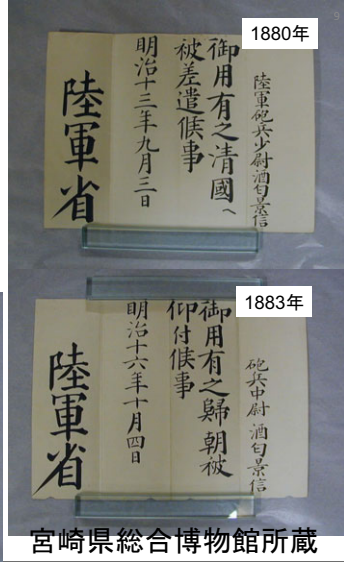 1880年
陸軍砲兵少尉酒匂景信
御用有之清國へ
被差遣候事
明治十三年九月三日
陸軍省
1883年
砲兵中尉 酒匂景信
御用有之歸朝被
仰付候事
明治十六年十月四日
陸軍省
宮崎県総合博物館所蔵